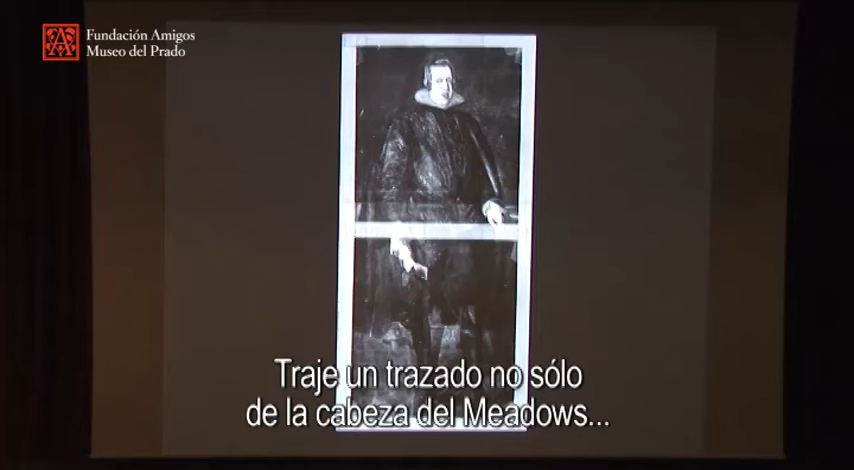 Fundación Amigos
Museo del Prado
Traje un trazado no sólo
de la cabeza del Meadows...